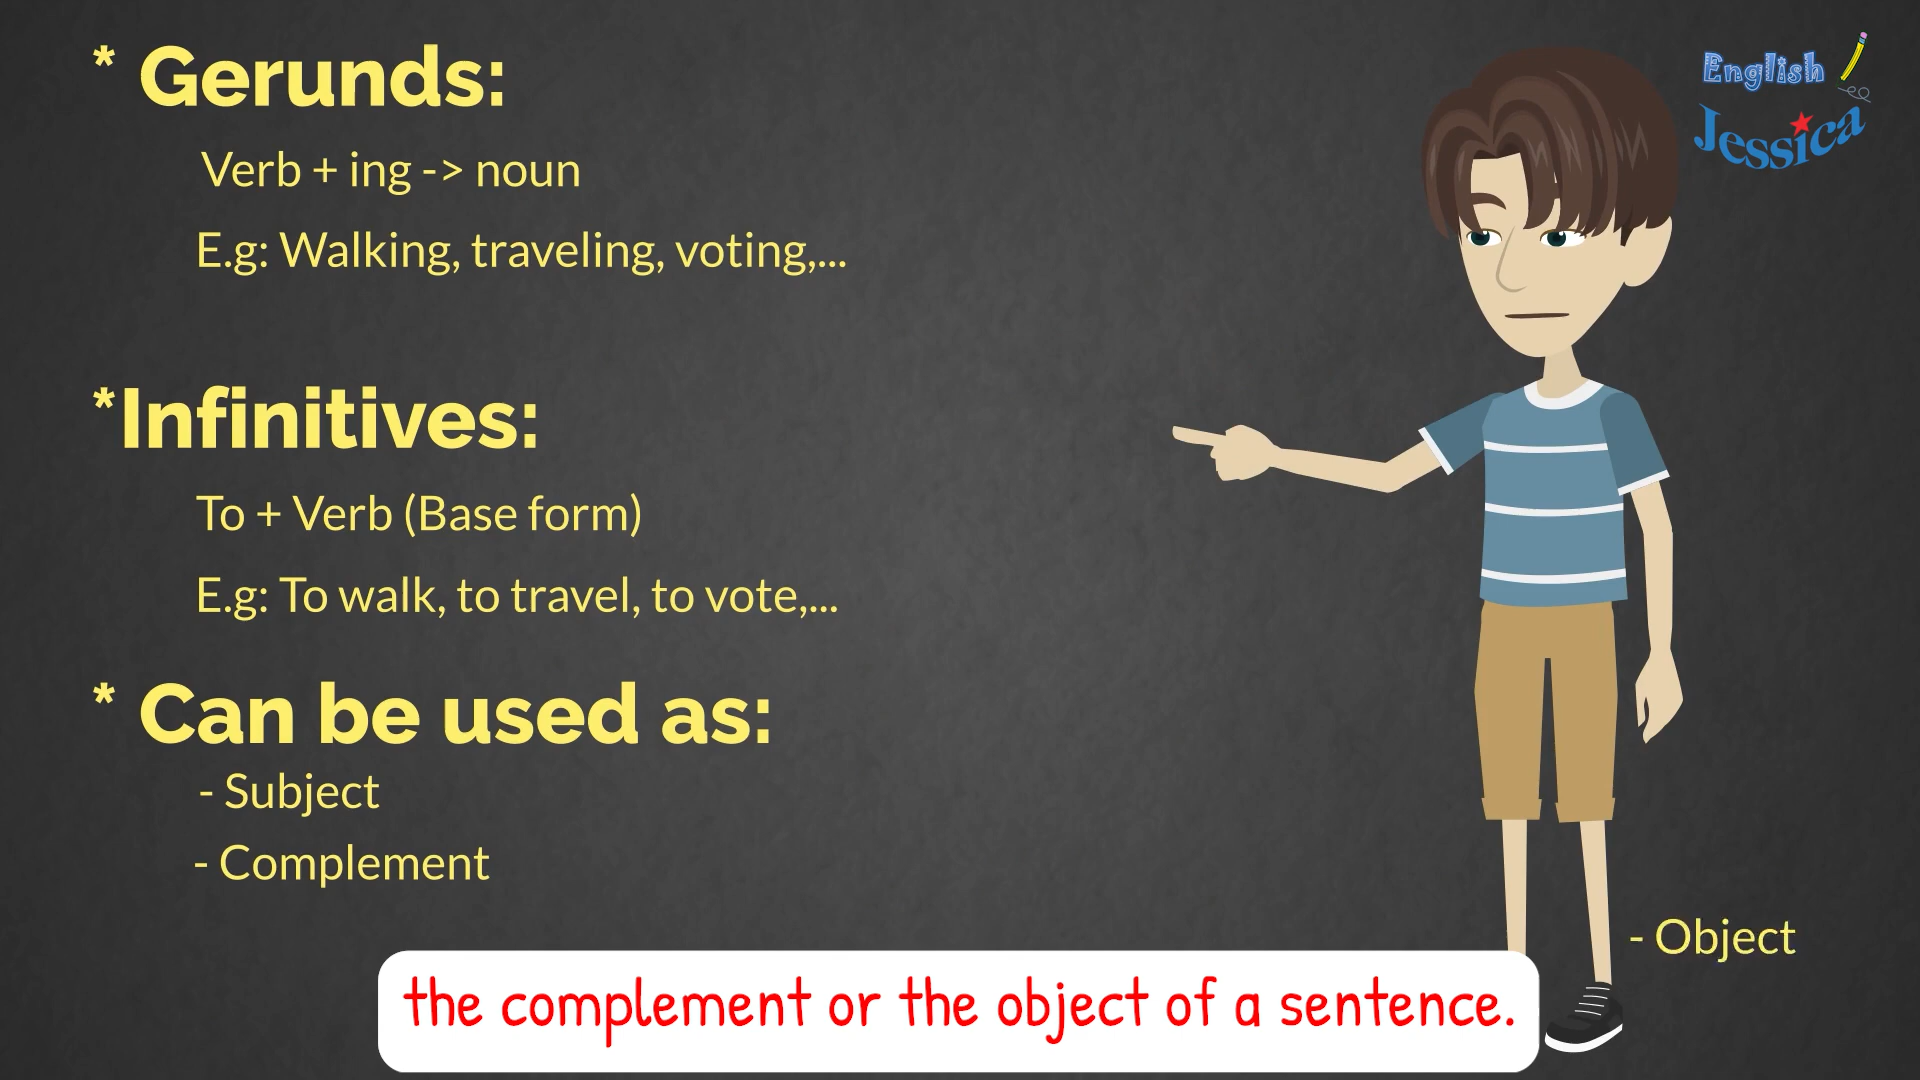 * Gerunds:
Verb + ing -> noun
E.g: Walking, traveling, voting,...
*Infinitives:
To + Verb (Base form)
E.g: To walk, to travel, to vote,...
* Can be used as:
- Subject
- Complement
- Object
the complement or the object of a sentence.
English
Jessica